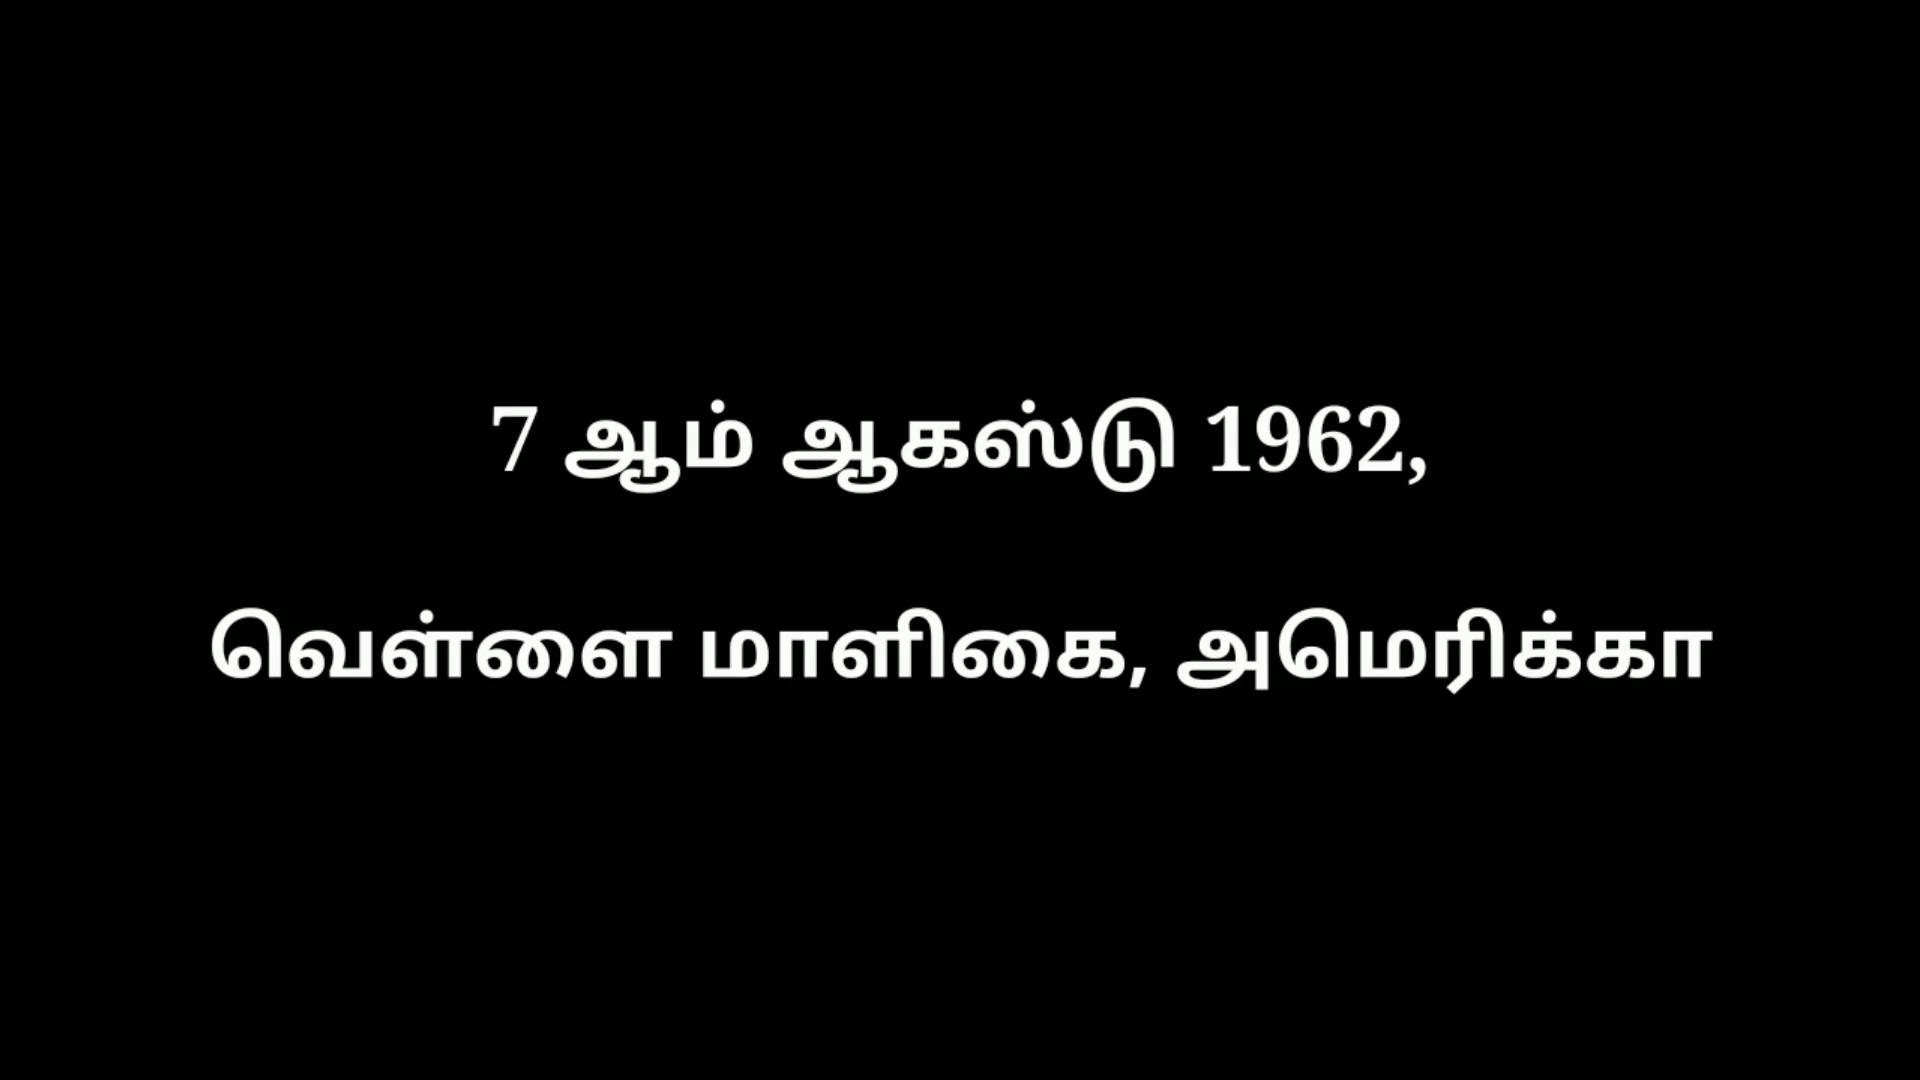 7 ஆம் ஆகஸ்டு 1962,
வெள்ளை மாளிகை, அமெரிக்கா